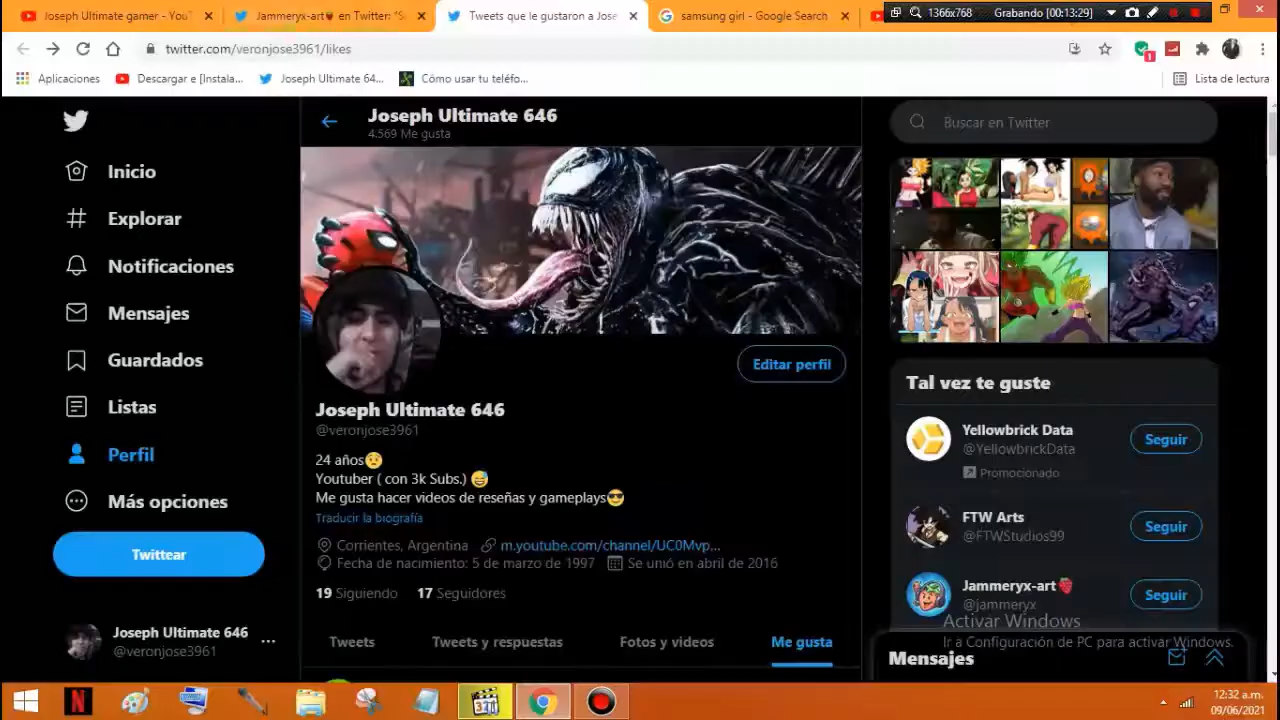 Joseph Ultimate gamer - YouT
Jammeryx-art🍓 en Twitter: "S
Tweets que le gustaron a Jose
samsung girl - Google Search
1366x768
Grabando [00:13:29]
twitter.com/veronjose3961/likes
Aplicaciones
Descargar e [Instala...
Joseph Ultimate 64...
Cómo usar tu teléfo...
Lista de lectura
Joseph Ultimate 646
4.569 Me gusta
Buscar en Twitter
Inicio
Explorar
Notificaciones
Mensajes
Guardados
Listas
Perfil
Más opciones
Twittear
Joseph Ultimate 646
@veronjose3961
Editar perfil
Joseph Ultimate 646
@veronjose3961
24 años😟
Youtuber ( con 3k Subs.) 😅
Me gusta hacer videos de reseñas y gameplays😎
Traducir la biografía
Corrientes, Argentina
m.youtube.com/channel/UC0Mvp...
Fecha de nacimiento: 5 de marzo de 1997
Se unió en abril de 2016
19 Siguiendo
17 Seguidores
Tweets
Tweets y respuestas
Fotos y videos
Me gusta
Tal vez te guste
Yellowbrick Data
@YellowbrickData
Promocionado
Seguir
FTW Arts
@FTWStudios99
Seguir
Jammeryx-art🍓
@jammeryx
Seguir
Activar Windows
Ir a Configuración de PC para activar Windows.
Mensajes
12:32 a.m.
09/06/2021